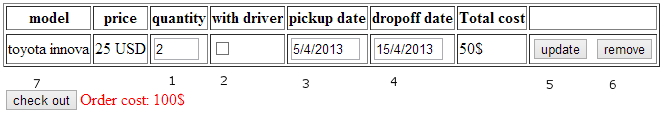 model price quantity with driver pickup date dropoff date Total cost
toyota innova 25 USD 2 5/4/2013 15/4/2013 50$ update remove
7 1 2 3 4 5 6
check out Order cost: 100$